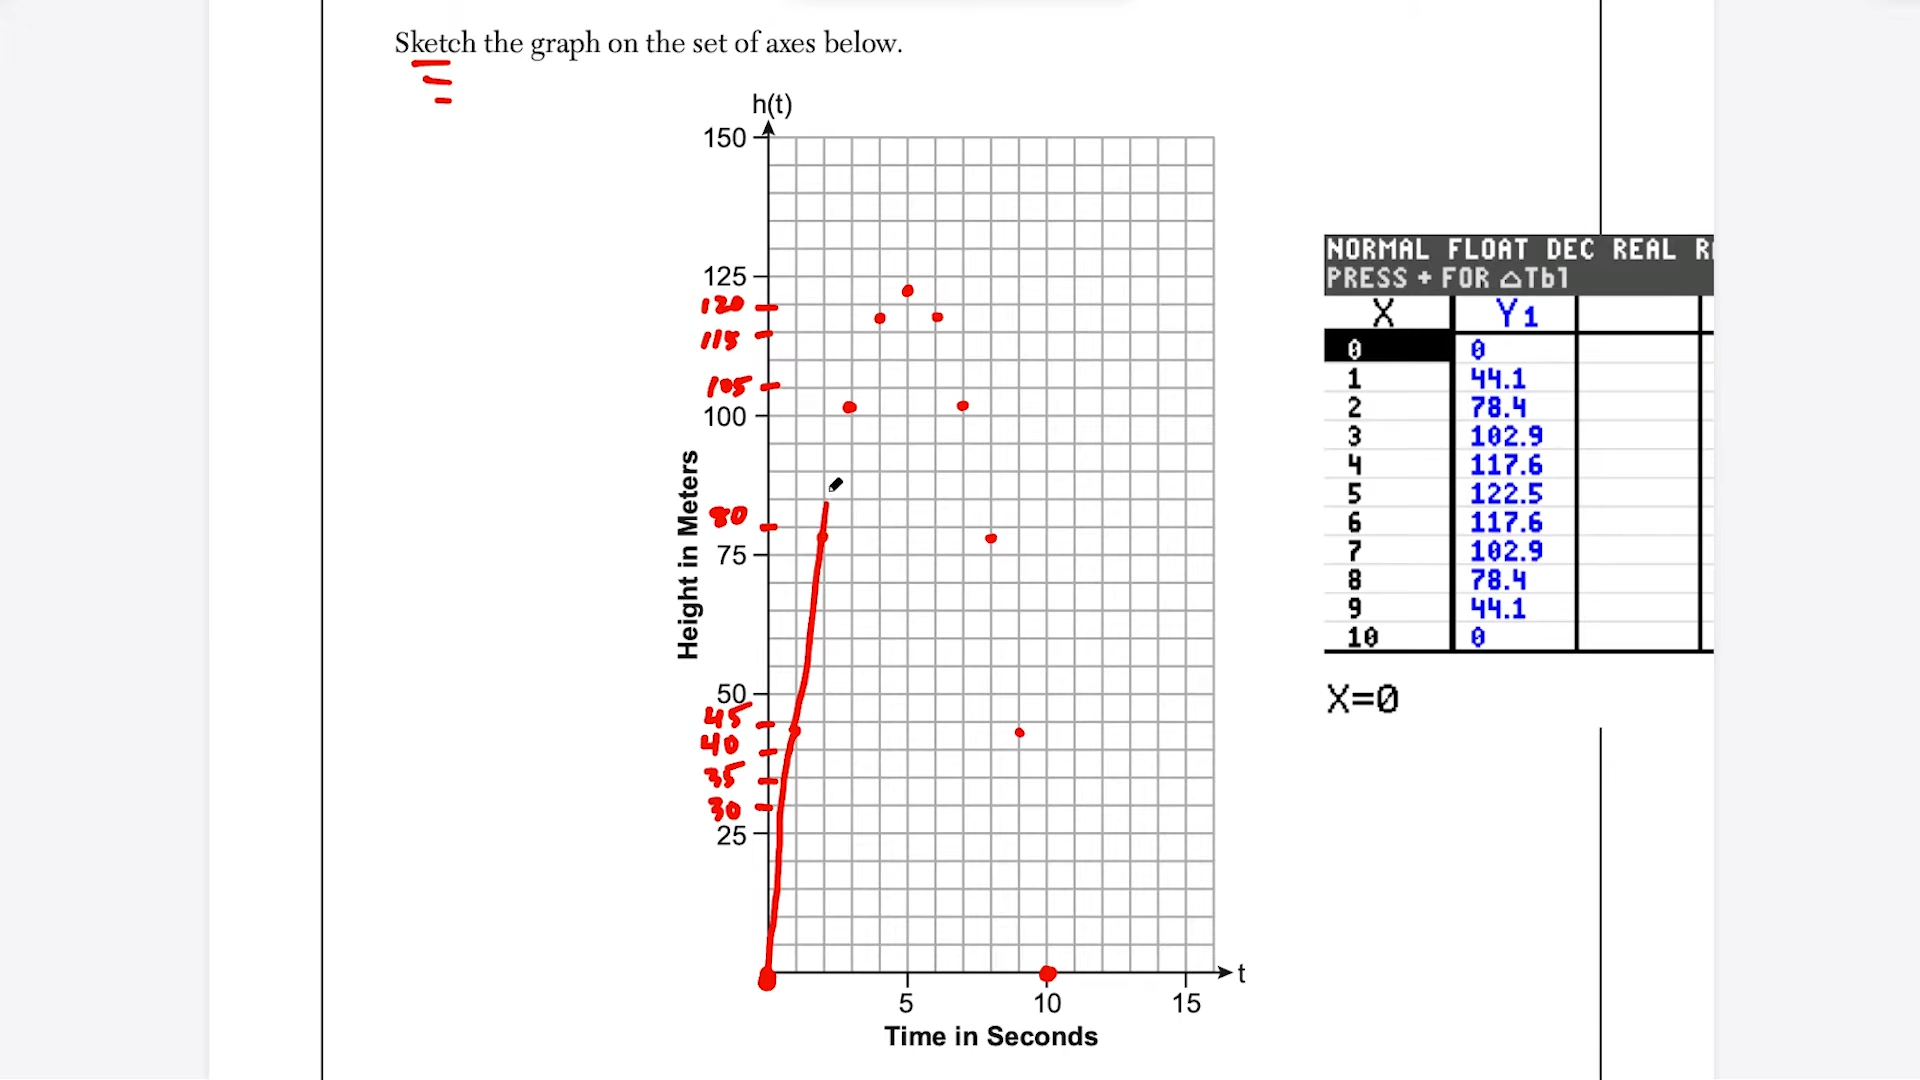 Sketch the graph on the set of axes below.
h(t)
150
125
120
115
105
100
80
75
50
45
40
35
30
25
Height in Meters
t
5 10 15
Time in Seconds
NORMAL FLOAT DEC REAL
PRESS + FOR △Tbl
X Y1
0 0
1 44.1
2 78.4
3 102.9
4 117.6
5 122.5
6 117.6
7 102.9
8 78.4
9 44.1
10 0
X=0